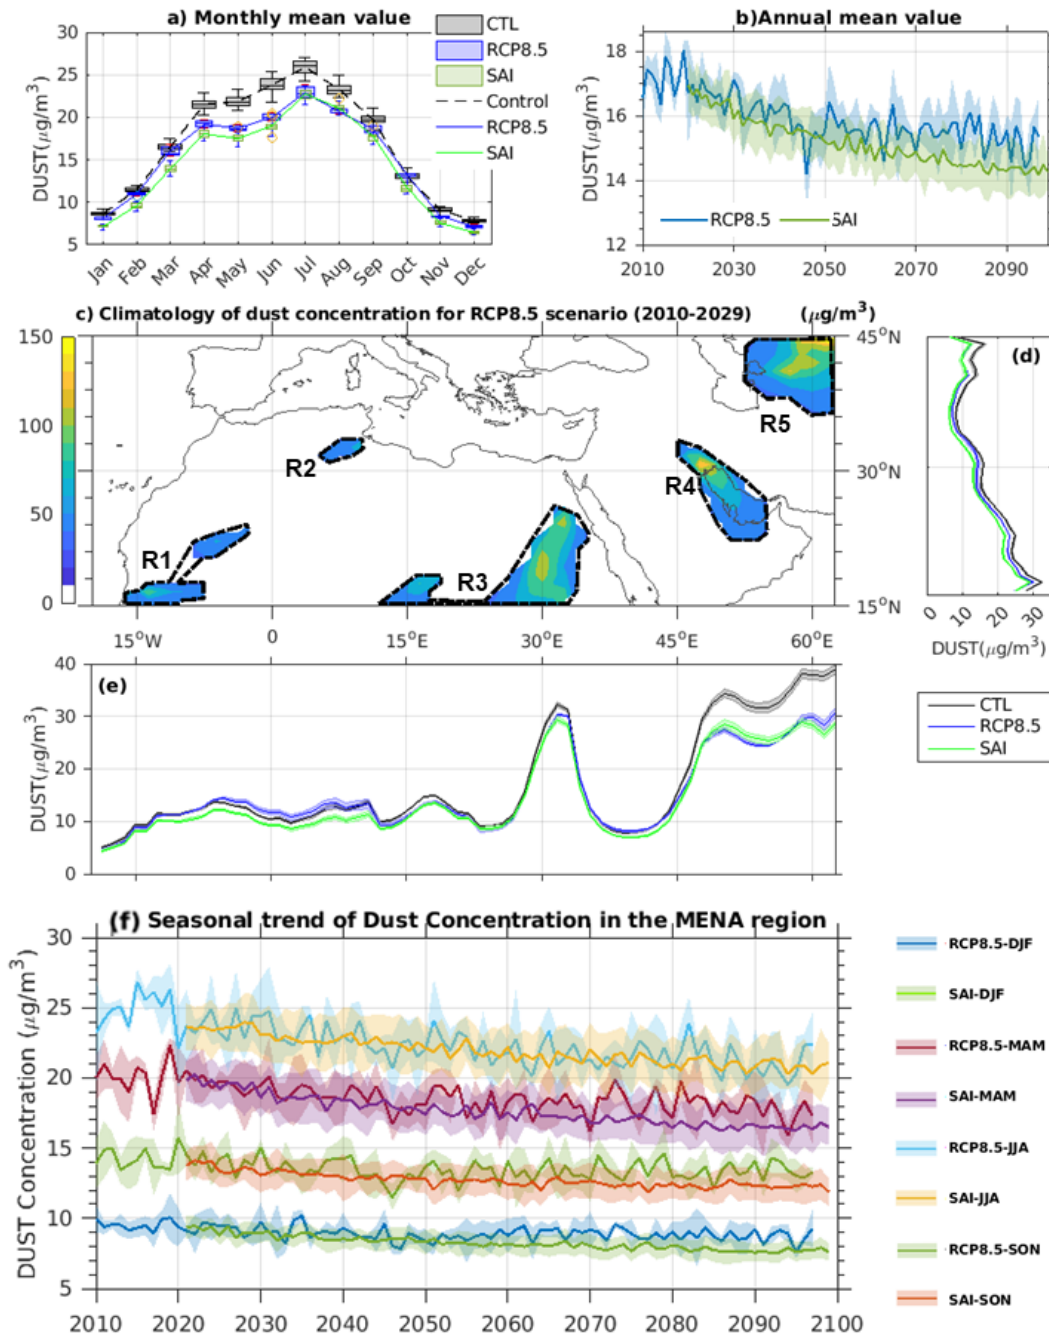 a) Monthly mean value
CTL
RCP8.5
SAI
Control
RCP8.5
SAI
DUST(μg/m³)
30
25
20
15
10
5
Jan Feb Mar Apr May Jun Jul Aug Sep Oct Nov Dec
b)Annual mean value
DUST(μg/m³)
18
16
14
12
RCP8.5 SAI
2010 2030 2050 2070 2090
c) Climatology of dust concentration for RCP8.5 scenario (2010-2029) (μg/m³)
150
100
50
0
R1
R2
R3
R4
R5
45°N
30°N
15°N
15°W 0 15°E 30°E 45°E 60°E
(d)
0 10 20 30
DUST(μg/m³)
(e)
DUST(μg/m³)
40
30
20
10
0
CTL
RCP8.5
SAI
(f) Seasonal trend of Dust Concentration in the MENA region
DUST Concentration (μg/m³)
30
25
20
15
10
5
2010 2020 2030 2040 2050 2060 2070 2080 2090 2100
RCP8.5-DJF
SAI-DJF
RCP8.5-MAM
SAI-MAM
RCP8.5-JJA
SAI-JJA
RCP8.5-SON
SAI-SON